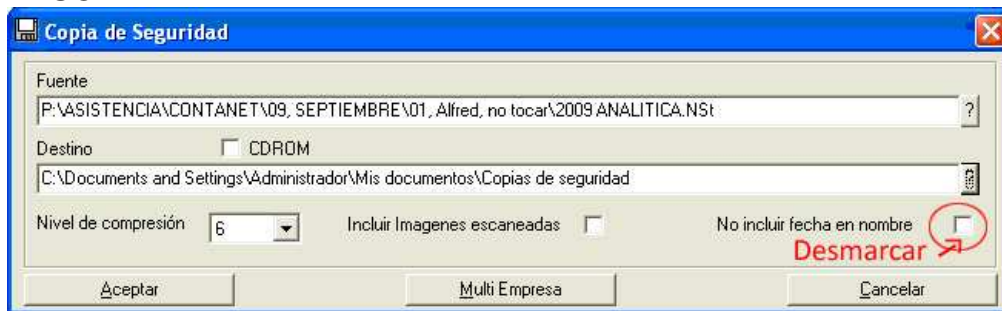 Copia de Seguridad
Fuente
P:\ASISTENCIA\CONTANET\09, SEPTIEMBRE\01, Alfred, no tocar\2009 ANALITICA.NSt
?
Destino CDROM
C:\Documents and Settings\Administrador\Mis documentos\Copias de seguridad
Nivel de compresión 6 Incluir Imagenes escaneadas No incluir fecha en nombre
Desmarcar
Aceptar Multi Empresa Cancelar